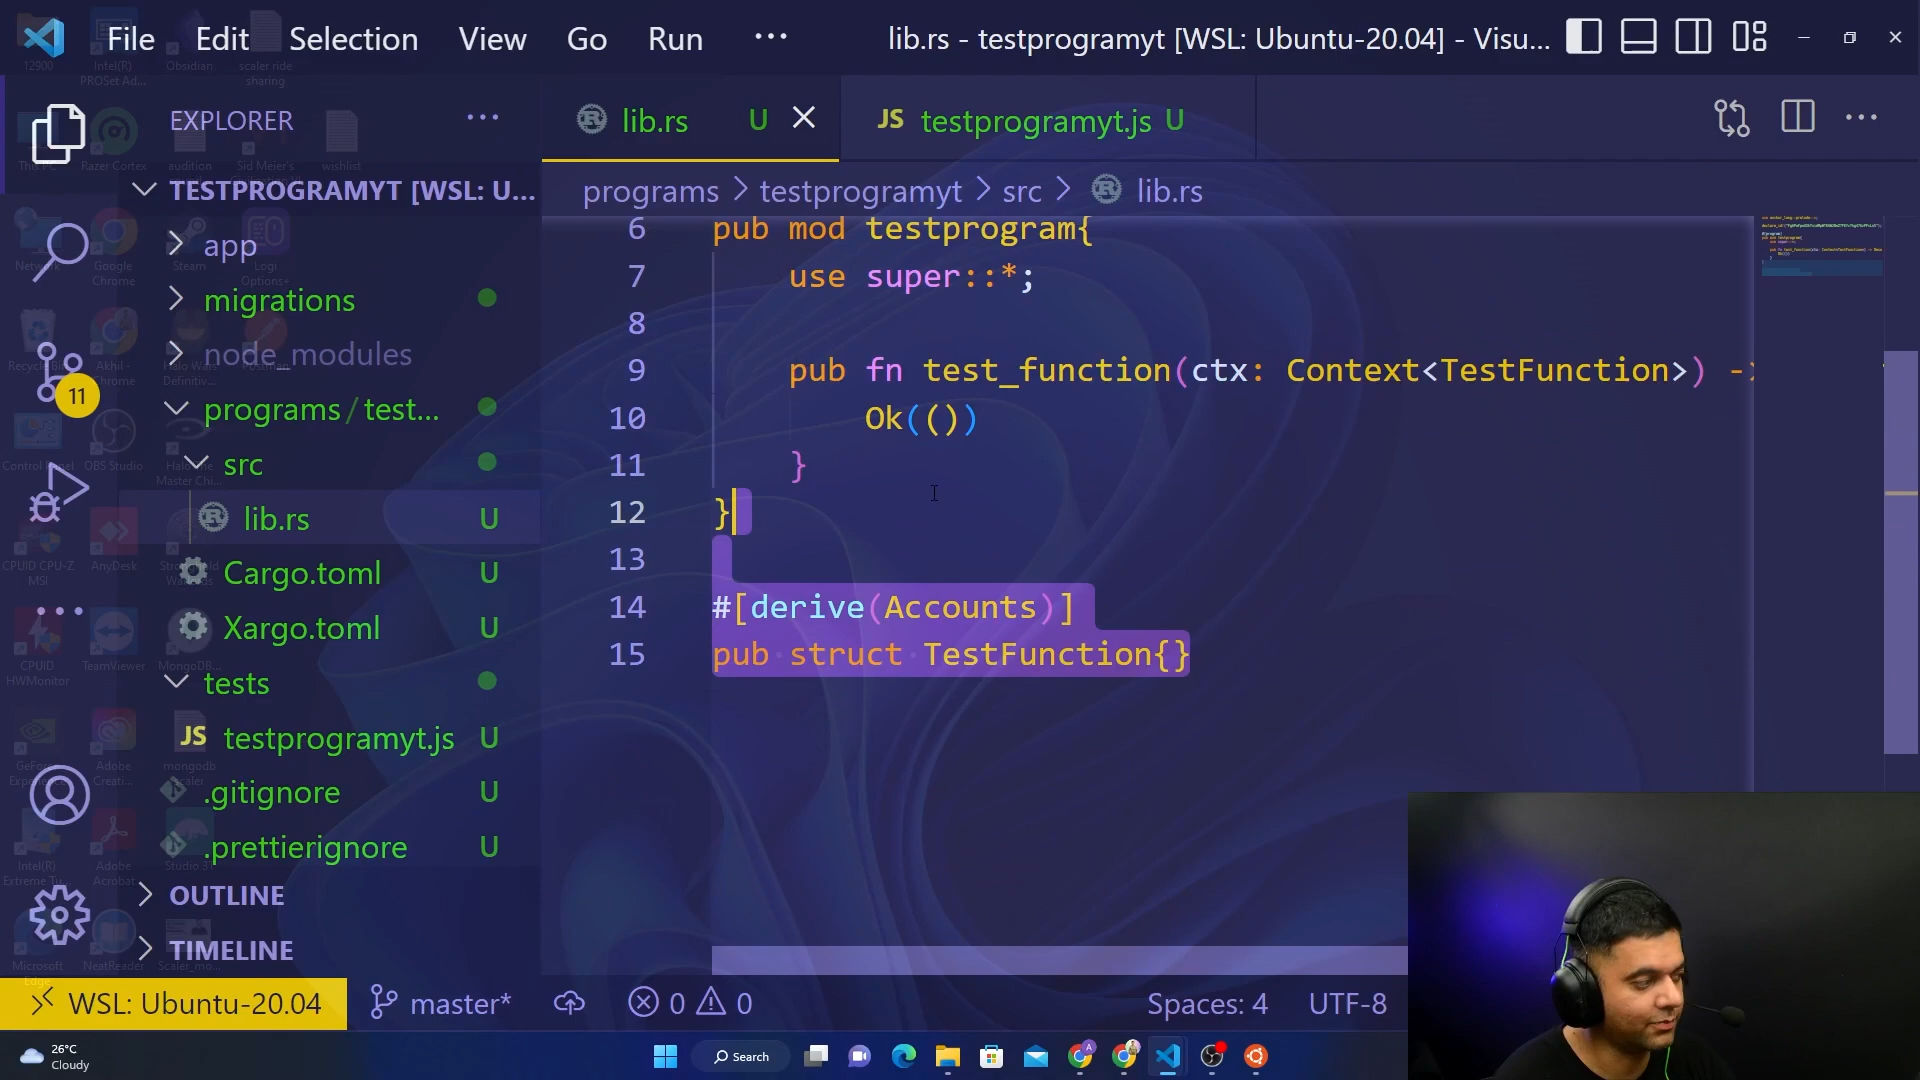 File Edit Selection View Go Run ...
lib.rs - testprogramyt [WSL: Ubuntu-20.04] - Visu...
EXPLORER ...
lib.rs U
JS testprogramyt.js U
TESTPROGRAMYT [WSL: U...
programs > testprogramyt > src > lib.rs
app
migrations
node_modules
programs / test...
src
lib.rs U
Cargo.toml U
Xargo.toml U
tests
JS testprogramyt.js U
.gitignore U
.prettierignore U
OUTLINE
TIMELINE
11
6 pub mod testprogram{
7 use super::*;
8
9 pub fn test_function(ctx: Context<TestFunction>) -
10 Ok(())
11 }
12 }
13
14 #[derive(Accounts)]
15 pub struct TestFunction{}
WSL: Ubuntu-20.04 master* 0 0
Spaces: 4 UTF-8
26°C
Cloudy
Search